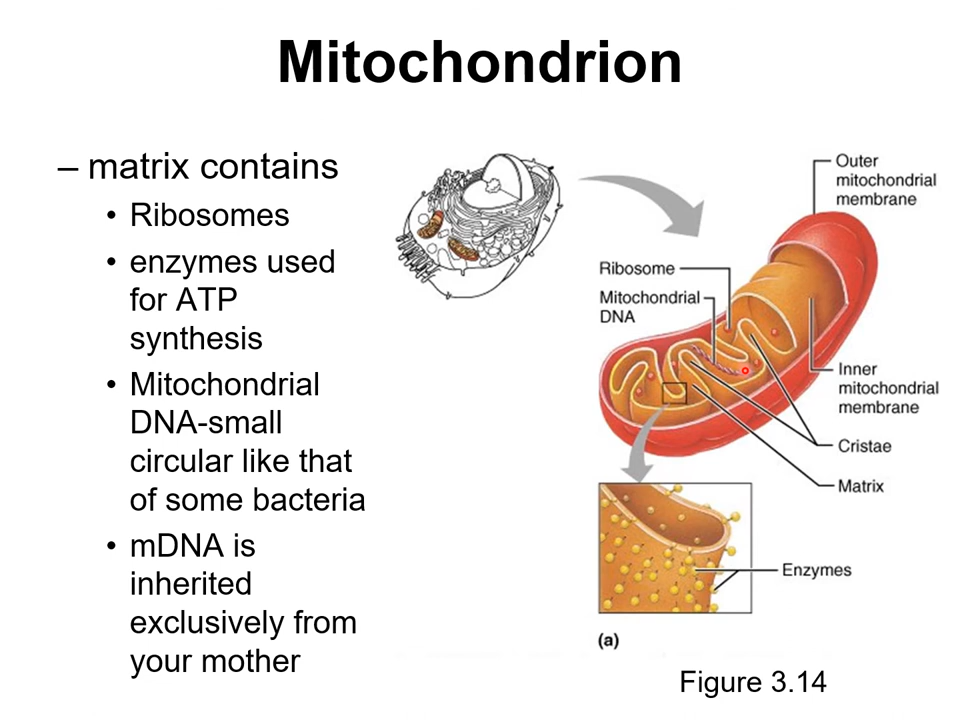 Mitochondrion
– matrix contains
• Ribosomes
• enzymes used
for ATP
synthesis
• Mitochondrial
DNA-small
circular like that
of some bacteria
• mDNA is
inherited
exclusively from
your mother
Outer
mitochondrial
membrane
Ribosome
Mitochondrial
DNA
Inner
mitochondrial
membrane
Cristae
Matrix
Enzymes
(a)
Figure 3.14